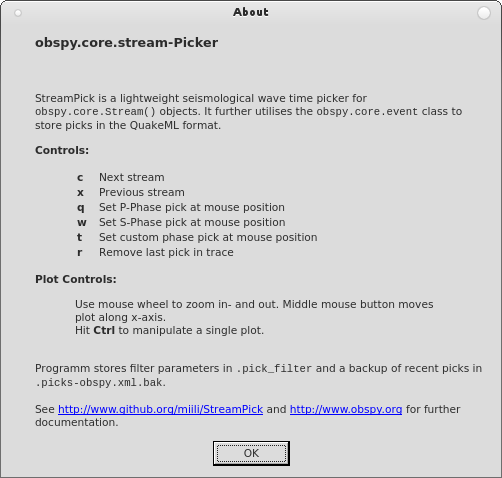 About
obspy.core.stream-Picker
StreamPick is a lightweight seismological wave time picker for
obspy.core.Stream() objects. It further utilises the obspy.core.event class to
store picks in the QuakeML format.
Controls:
c Next stream
x Previous stream
q Set P-Phase pick at mouse position
w Set S-Phase pick at mouse position
t Set custom phase pick at mouse position
r Remove last pick in trace
Plot Controls:
Use mouse wheel to zoom in- and out. Middle mouse button moves
plot along x-axis.
Hit Ctrl to manipulate a single plot.
Programm stores filter parameters in .pick_filter and a backup of recent picks in
.picks-obspy.xml.bak.
See http://www.github.org/miili/StreamPick and http://www.obspy.org for further
documentation.
OK